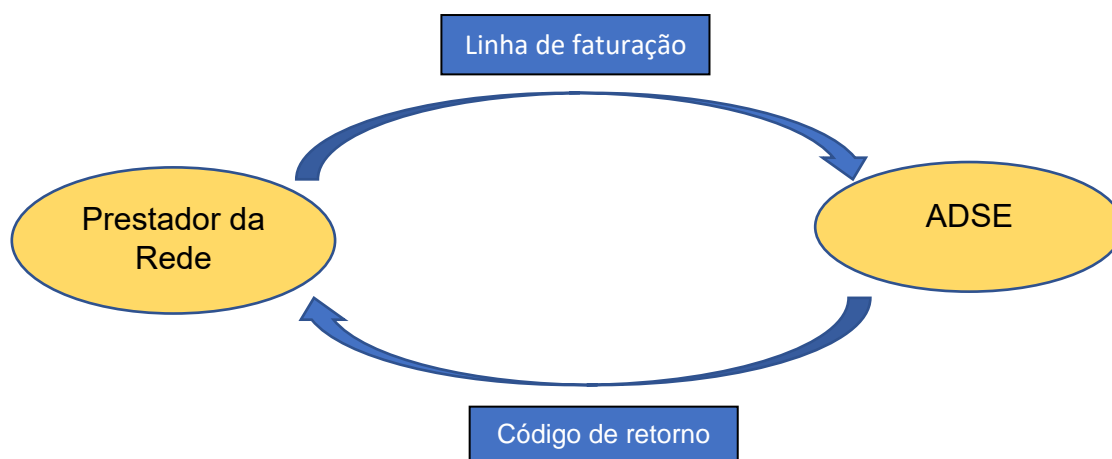 Linha de faturação
Prestador da
Rede
ADSE
Código de retorno